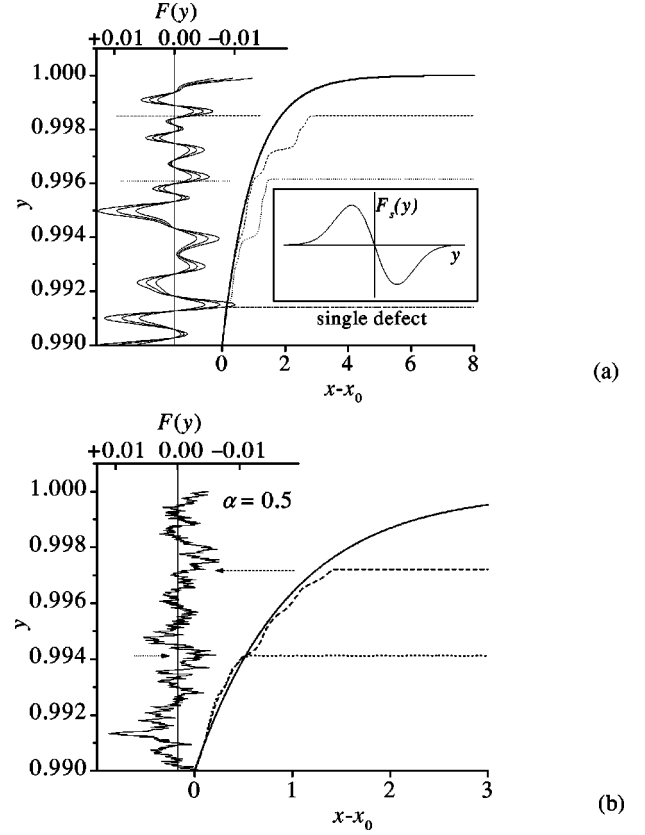 F(y)
+0.01 0.00 −0.01
1.000
0.998
0.996
0.994
0.992
0.990
y
F_s(y)
y
single defect
0 2 4 6 8
x-x_0
(a)
F(y)
+0.01 0.00 −0.01
1.000
α = 0.5
0.998
0.996
0.994
0.992
0.990
y
0 1 2 3
x-x_0
(b)